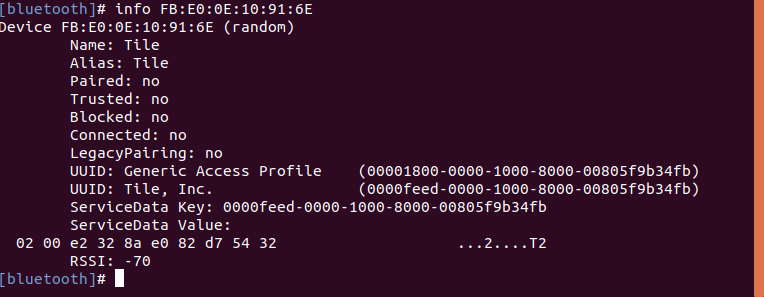 [bluetooth]# info FB:E0:0E:10:91:6E
Device FB:E0:0E:10:91:6E (random)
Name: Tile
Alias: Tile
Paired: no
Trusted: no
Blocked: no
Connected: no
LegacyPairing: no
UUID: Generic Access Profile (00001800-0000-1000-8000-00805f9b34fb)
UUID: Tile, Inc. (0000feed-0000-1000-8000-00805f9b34fb)
ServiceData Key: 0000feed-0000-1000-8000-00805f9b34fb
ServiceData Value:
02 00 e2 32 8a e0 82 d7 54 32 ...2....T2
RSSI: -70
[bluetooth]#